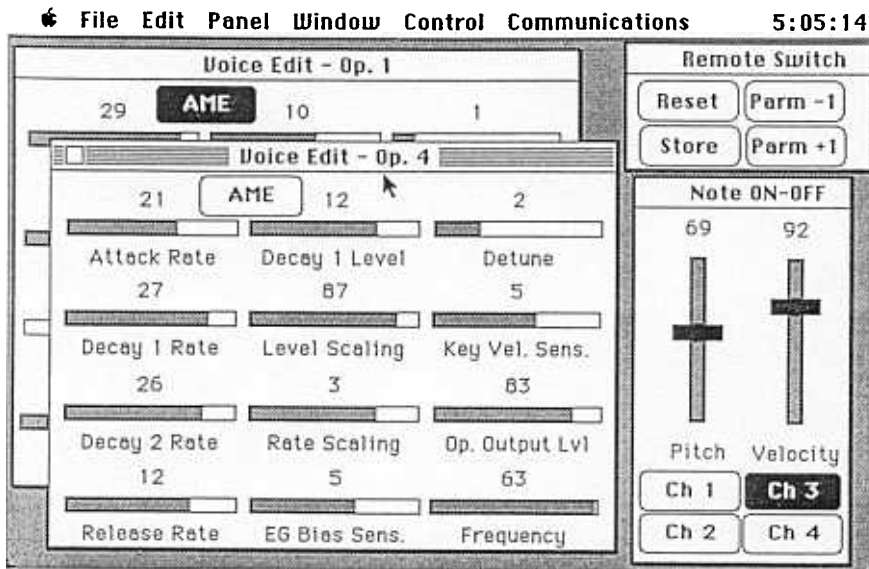 File Edit Panel Window Control Communications 5:05:14
Voice Edit - Op. 1
29 AME 10 1
Voice Edit - Op. 4
21 AME 12 2
Attack Rate Decay 1 Level Detune
27 87 5
Decay 1 Rate Level Scaling Key Vel. Sens.
26 3 83
Decay 2 Rate Rate Scaling Op. Output Lvl
12 5 63
Release Rate EG Bias Sens. Frequency
Remote Switch
Reset Parm -1
Store Parm +1
Note ON-OFF
69 92
Pitch Velocity
Ch 1 Ch 3
Ch 2 Ch 4